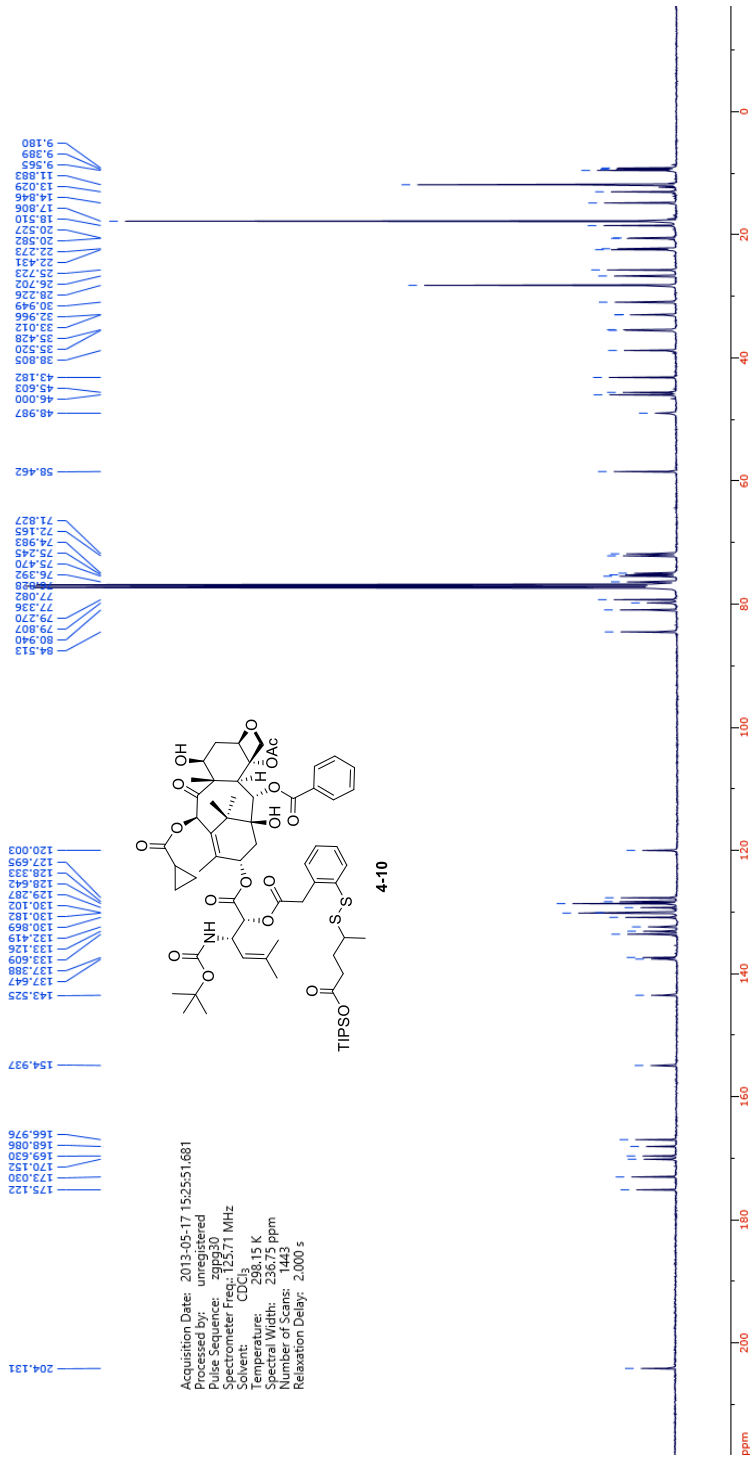 204.131
175.122
173.030
170.152
169.630
168.086
166.976
154.937
143.525
137.647
137.388
133.609
133.126
132.419
130.869
130.182
130.102
129.287
128.642
128.333
127.695
120.003
84.513
80.940
79.807
79.270
77.336
77.082
76.828
76.392
75.470
75.245
74.983
72.165
71.827
58.462
48.987
46.000
45.603
43.182
38.805
35.520
35.428
33.012
32.966
30.949
28.226
26.702
25.723
22.431
22.273
20.582
20.527
18.510
17.806
14.846
13.029
11.883
9.565
9.389
9.180
Acquisition Date: 2013-05-17 15:25:51.681
Processed by: unregistered
Pulse Sequence: zgpg30
Spectrometer Freq.: 125.71 MHz
Solvent: CDCl3
Temperature: 298.15 K
Spectral Width: 236.75 ppm
Number of Scans: 1443
Relaxation Delay: 2.000 s
O
O
O
OH
O
O
NH
O
O
O
O
O
H
OAc
OH
O
O
O
S
S
TIPSO
O
4-10
ppm 200 180 160 140 120 100 80 60 40 20 0